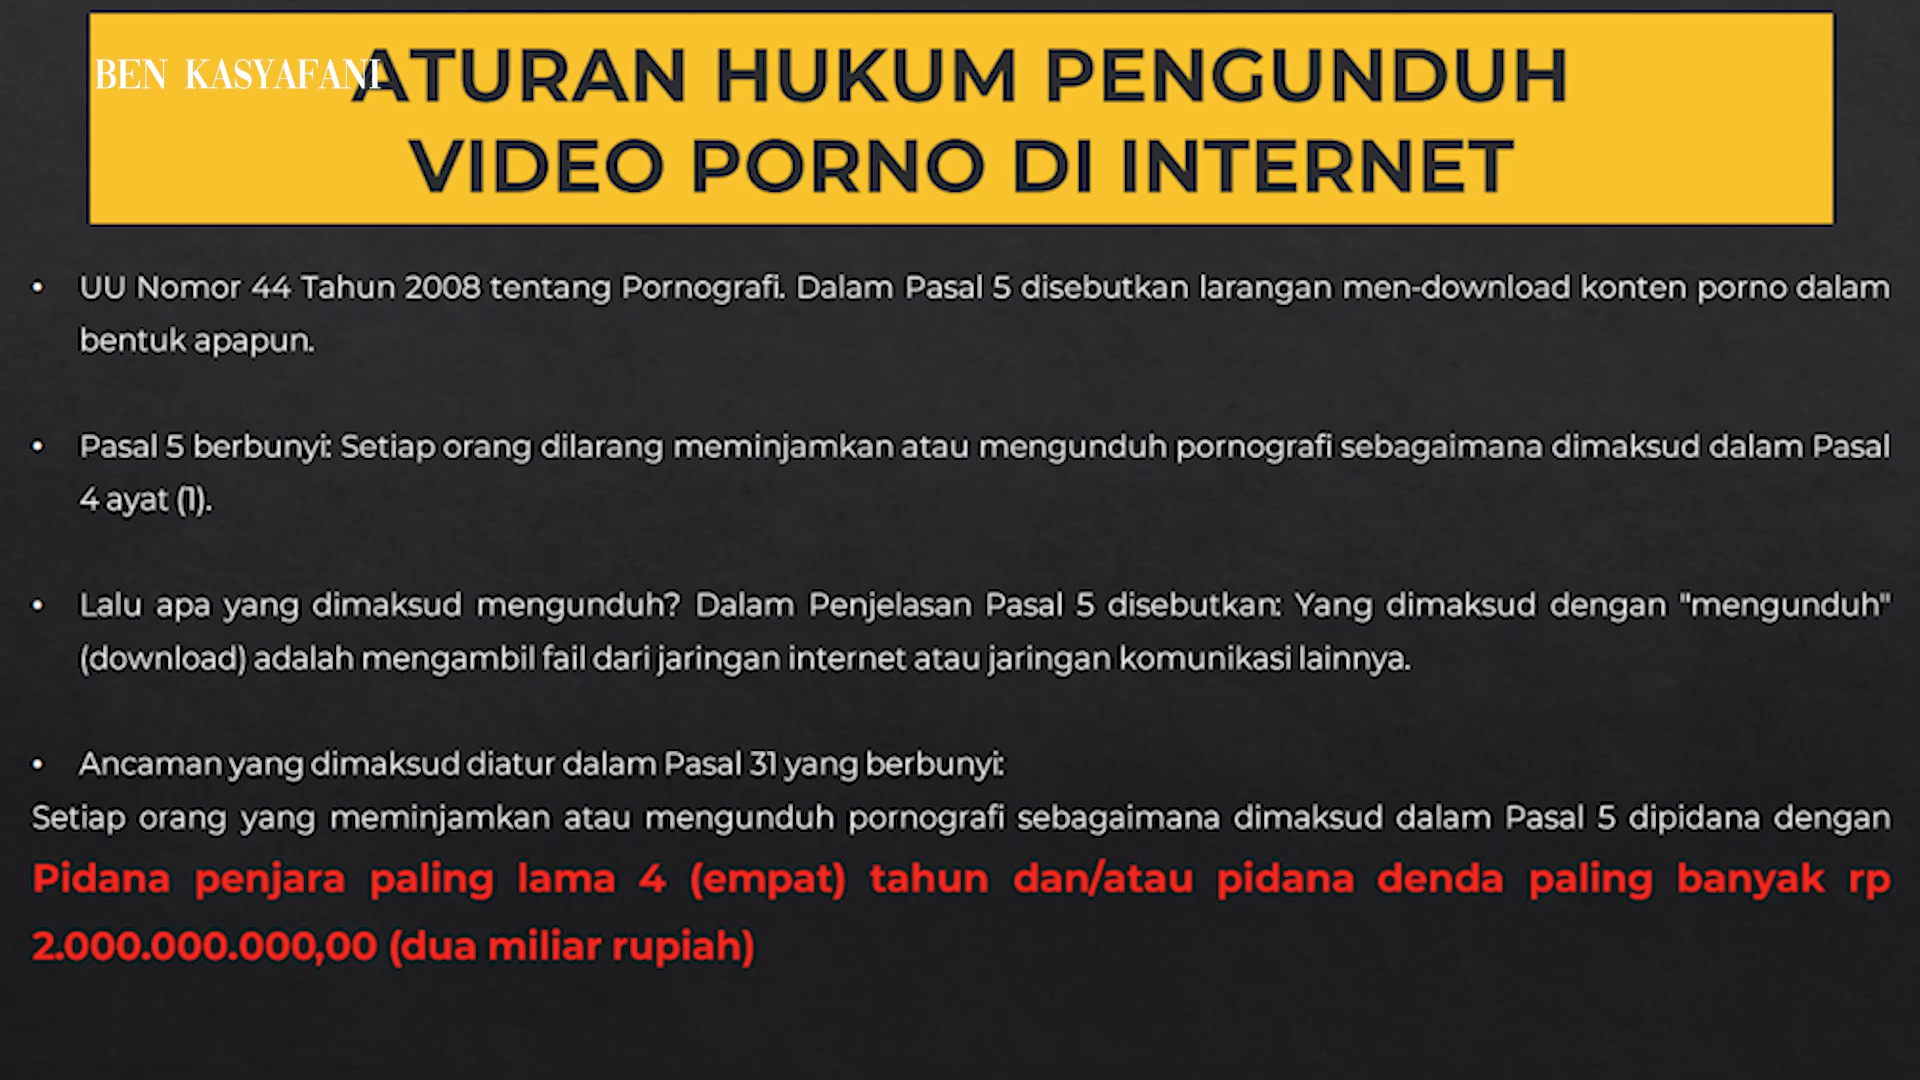 BEN KASYAFANI
ATURAN HUKUM PENGUNDUH
VIDEO PORNO DI INTERNET
• UU Nomor 44 Tahun 2008 tentang Pornografi. Dalam Pasal 5 disebutkan larangan men-download konten porno dalam
bentuk apapun.
• Pasal 5 berbunyi: Setiap orang dilarang meminjamkan atau mengunduh pornografi sebagaimana dimaksud dalam Pasal
4 ayat (1).
• Lalu apa yang dimaksud mengunduh? Dalam Penjelasan Pasal 5 disebutkan: Yang dimaksud dengan "mengunduh"
(download) adalah mengambil fail dari jaringan internet atau jaringan komunikasi lainnya.
• Ancaman yang dimaksud diatur dalam Pasal 31 yang berbunyi:
Setiap orang yang meminjamkan atau mengunduh pornografi sebagaimana dimaksud dalam Pasal 5 dipidana dengan
Pidana penjara paling lama 4 (empat) tahun dan/atau pidana denda paling banyak rp
2.000.000.000,00 (dua miliar rupiah)